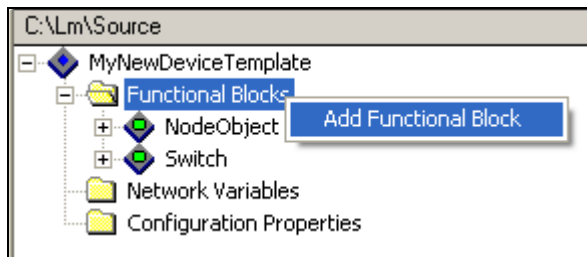 C:\Lm\Source
MyNewDeviceTemplate
Functional Blocks
Add Functional Block
NodeObject
Switch
Network Variables
Configuration Properties